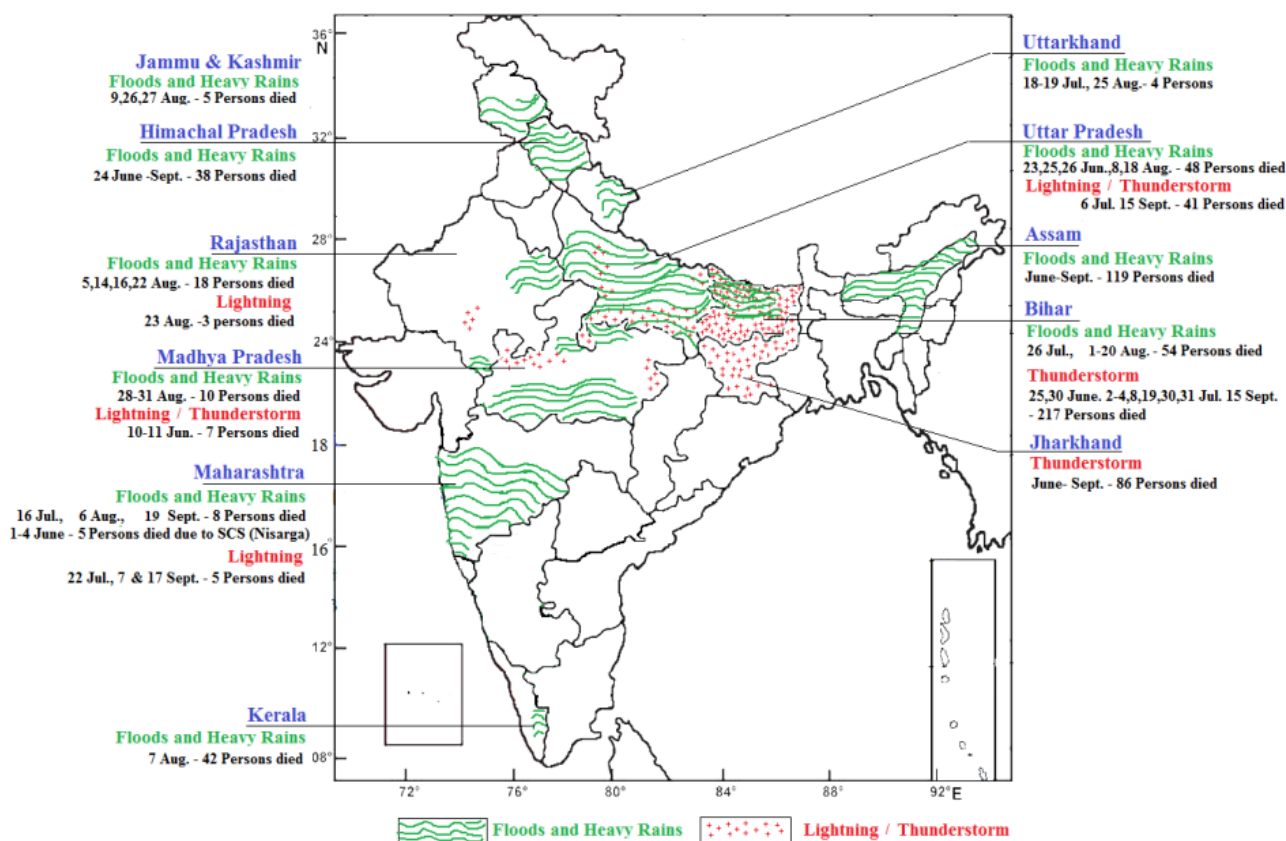 Jammu & Kashmir
Floods and Heavy Rains
9,26,27 Aug. - 5 Persons died
Himachal Pradesh
Floods and Heavy Rains
24 June -Sept. - 38 Persons died
Rajasthan
Floods and Heavy Rains
5,14,16,22 Aug. - 18 Persons died
Lightning
23 Aug. -3 persons died
Madhya Pradesh
Floods and Heavy Rains
28-31 Aug. - 10 Persons died
Lightning / Thunderstorm
10-11 Jun. - 7 Persons died
Maharashtra
Floods and Heavy Rains
16 Jul., 6 Aug., 19 Sept. - 8 Persons died
1-4 June - 5 Persons died due to SCS (Nisarga)
Lightning
22 Jul., 7 & 17 Sept. - 5 Persons died
Kerala
Floods and Heavy Rains
7 Aug. - 42 Persons died
36°
N
32°
28°
24°
18°
16°
12°
08°
72°
76°
80°
84°
88°
92°
E
Uttarkhand
Floods and Heavy Rains
18-19 Jul., 25 Aug.- 4 Persons
Uttar Pradesh
Floods and Heavy Rains
23,25,26 Jun.,8,18 Aug. - 48 Persons died
Lightning / Thunderstorm
6 Jul. 15 Sept. - 41 Persons died
Assam
Floods and Heavy Rains
June-Sept. - 119 Persons died
Bihar
Floods and Heavy Rains
26 Jul., 1-20 Aug. - 54 Persons died
Thunderstorm
25,30 June. 2-4,8,19,30,31 Jul. 15 Sept.
- 217 Persons died
Jharkhand
Thunderstorm
June- Sept. - 86 Persons died
Floods and Heavy Rains
Lightning / Thunderstorm